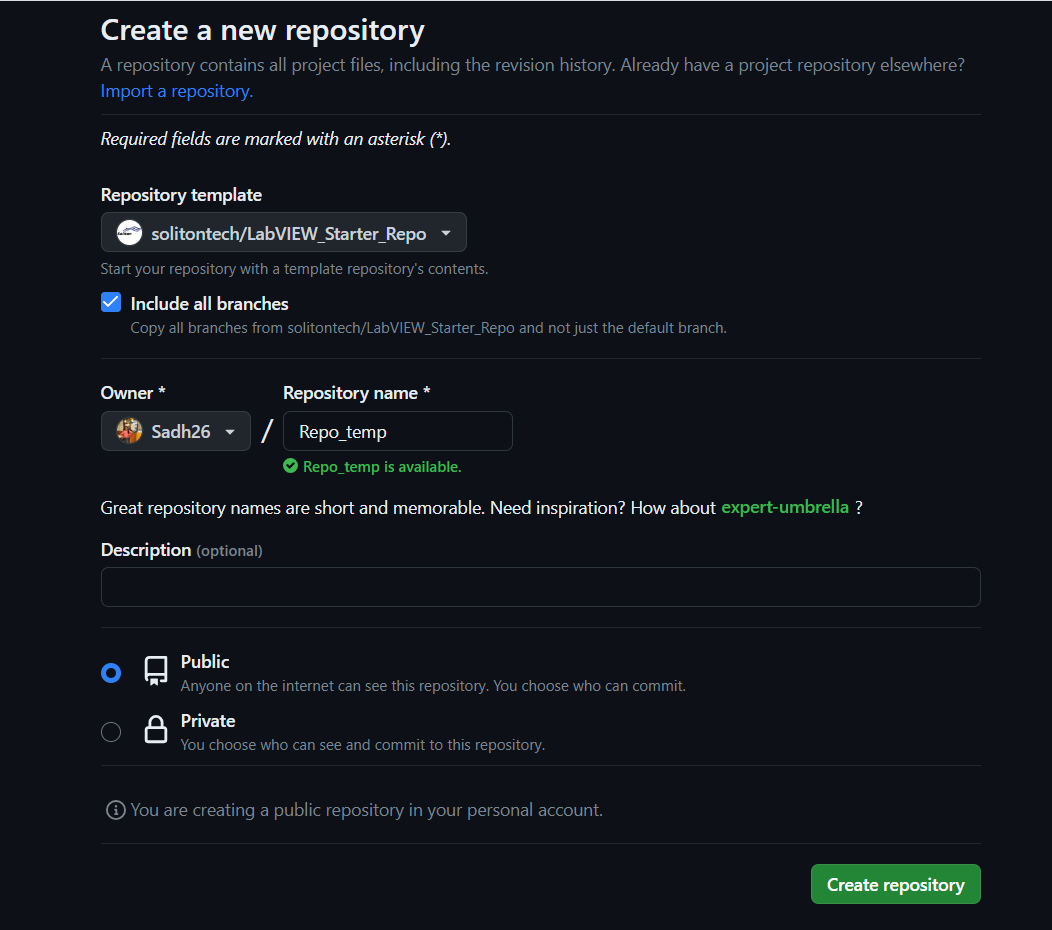 Create a new repository
A repository contains all project files, including the revision history. Already have a project repository elsewhere?
Import a repository.
Required fields are marked with an asterisk (*).
Repository template
solitontech/LabVIEW_Starter_Repo
Start your repository with a template repository's contents.
Include all branches
Copy all branches from solitontech/LabVIEW_Starter_Repo and not just the default branch.
Owner * Repository name *
Sadh26 / Repo_temp
Repo_temp is available.
Great repository names are short and memorable. Need inspiration? How about expert-umbrella ?
Description (optional)
Public
Anyone on the internet can see this repository. You choose who can commit.
Private
You choose who can see and commit to this repository.
You are creating a public repository in your personal account.
Create repository